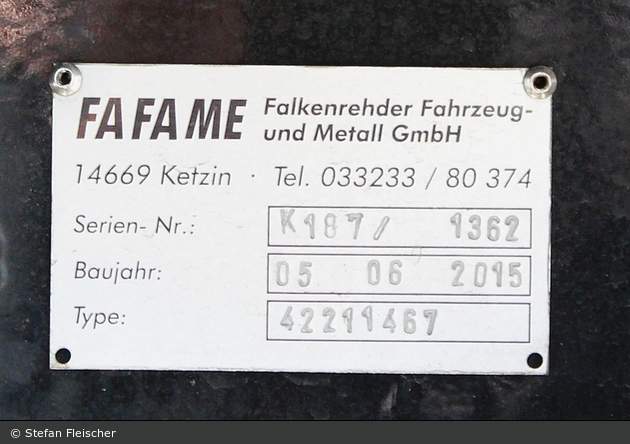 FAFAME Falkenrehder Fahrzeug-
und Metall GmbH
14669 Ketzin · Tel. 033233 / 80 374
Serien-Nr.: K187/ 1362
Baujahr: 05 06 2015
Type: 42211467
© Stefan Fleischer